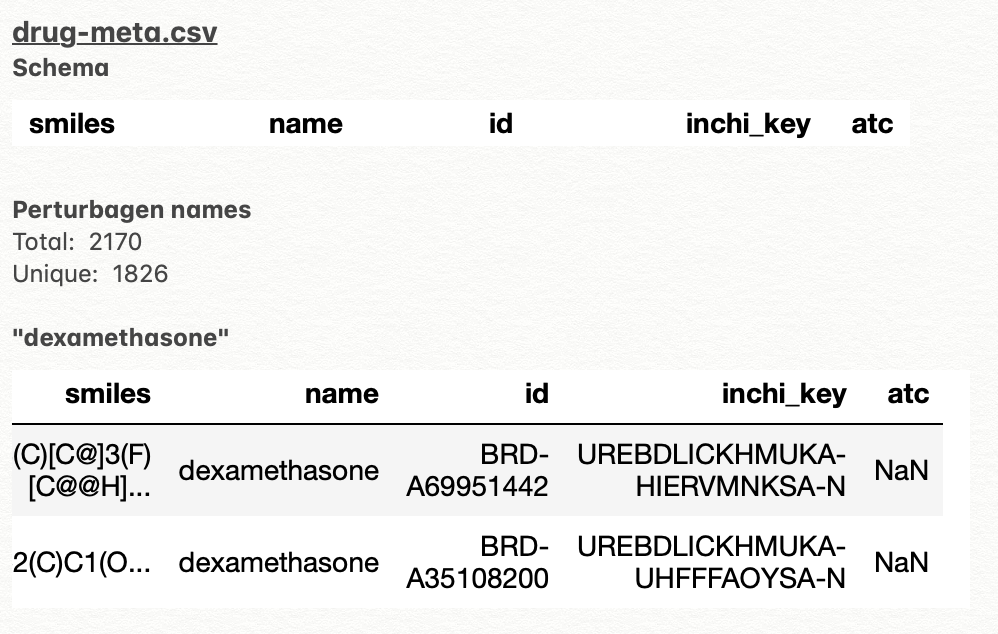 drug-meta.csv
Schema
smiles name id inchi_key atc
Perturbagen names
Total: 2170
Unique: 1826
"dexamethasone"
smiles name id inchi_key atc
(C)[C@]3(F)
[C@@H]... dexamethasone BRD-
A69951442 UREBDLICKHMUKA-
HIERVMNKSA-N NaN
2(C)C1(O... dexamethasone BRD-
A35108200 UREBDLICKHMUKA-
UHFFFAOYSA-N NaN